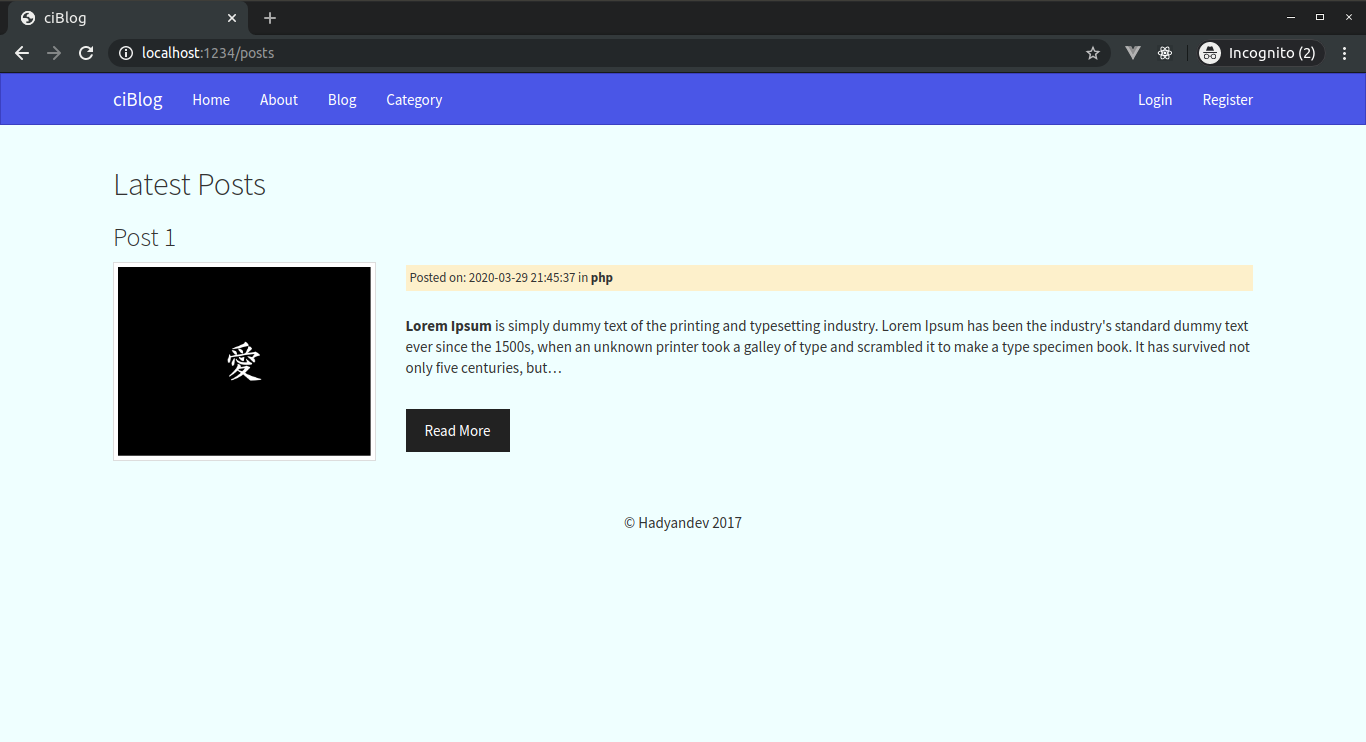 ciBlog
localhost:1234/posts
Incognito (2)
ciBlog Home About Blog Category Login Register
Latest Posts
Post 1
愛
Posted on: 2020-03-29 21:45:37 in php
Lorem Ipsum is simply dummy text of the printing and typesetting industry. Lorem Ipsum has been the industry's standard dummy text
ever since the 1500s, when an unknown printer took a galley of type and scrambled it to make a type specimen book. It has survived not
only five centuries, but…
Read More
© Hadyandev 2017